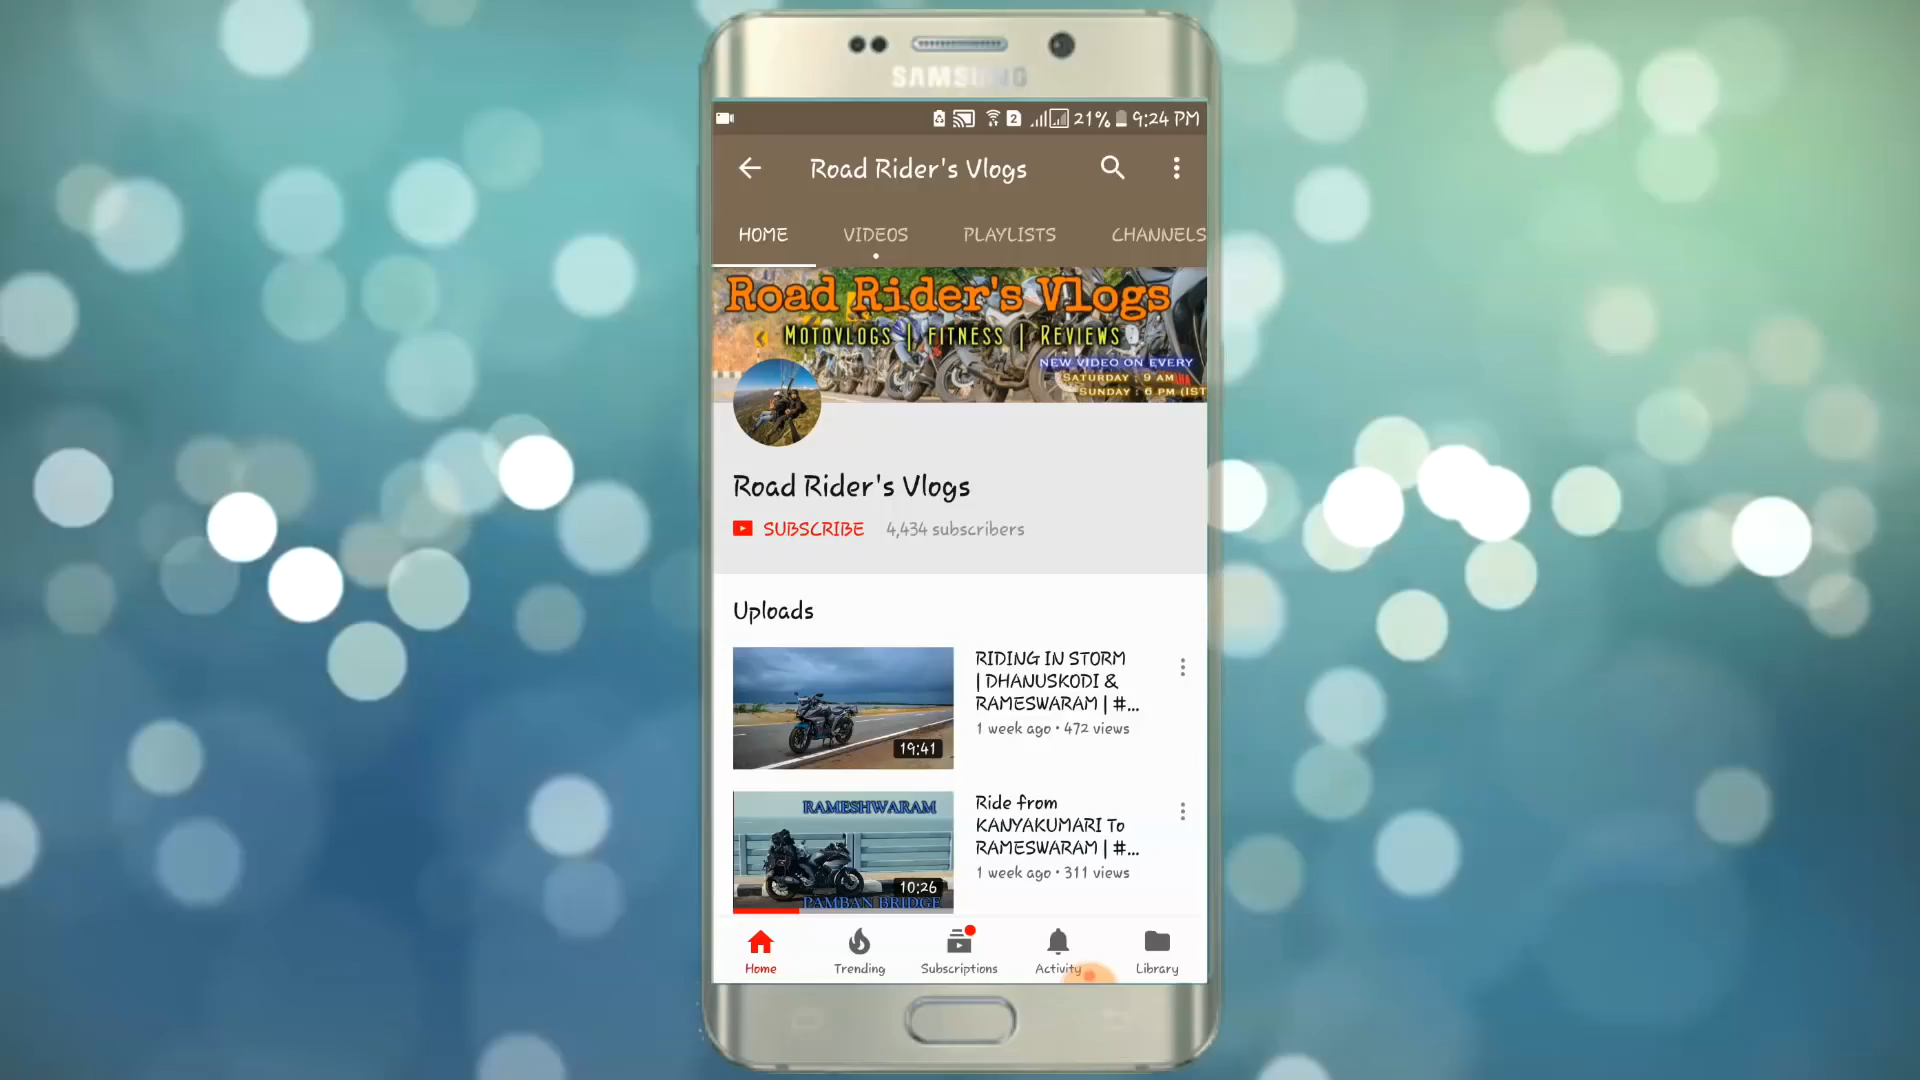 SAMSUNG
2 21% 9:24 PM
Road Rider's Vlogs
HOME VIDEOS PLAYLISTS CHANNELS
Road Rider's Vlogs
MOTOVLOGS | FITNESS | REVIEWS
NEW VIDEO ON EVERY
SATURDAY : 9 AM
SUNDAY : 6 PM (IST
Road Rider's Vlogs
SUBSCRIBE 4,434 subscribers
Uploads
RIDING IN STORM
| DHANUSKODI &
RAMESWARAM | #...
1 week ago • 472 views
19:41
RAMESHWARAM
Ride from
KANYAKUMARI To
RAMESWARAM | #...
1 week ago • 311 views
10:26
PAMBAN BRIDGE
Home Trending Subscriptions Activity Library